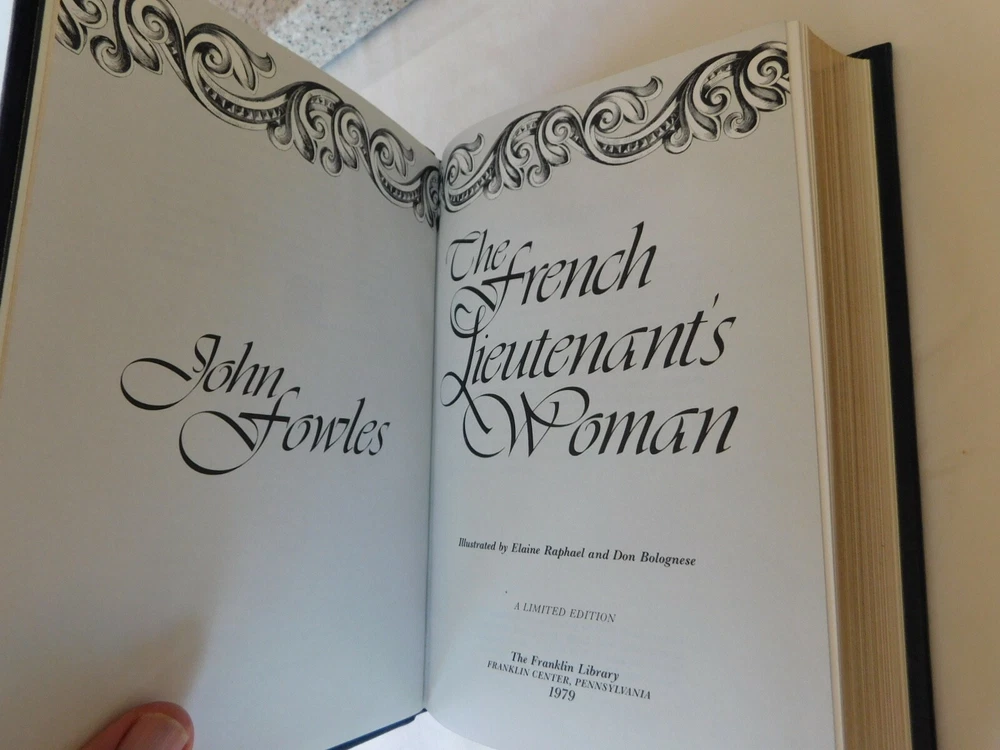 John
Fowles
The
French
Lieutenant's
Woman
Illustrated by Elaine Raphael and Don Bolognese
A LIMITED EDITION
The Franklin Library
FRANKLIN CENTER, PENNSYLVANIA
1979